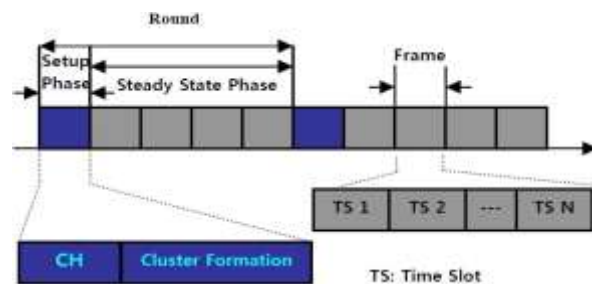 Round
Setup
Phase
Steady State Phase
Frame
TS 1 TS 2 --- TS N
CH Cluster Formation
TS: Time Slot